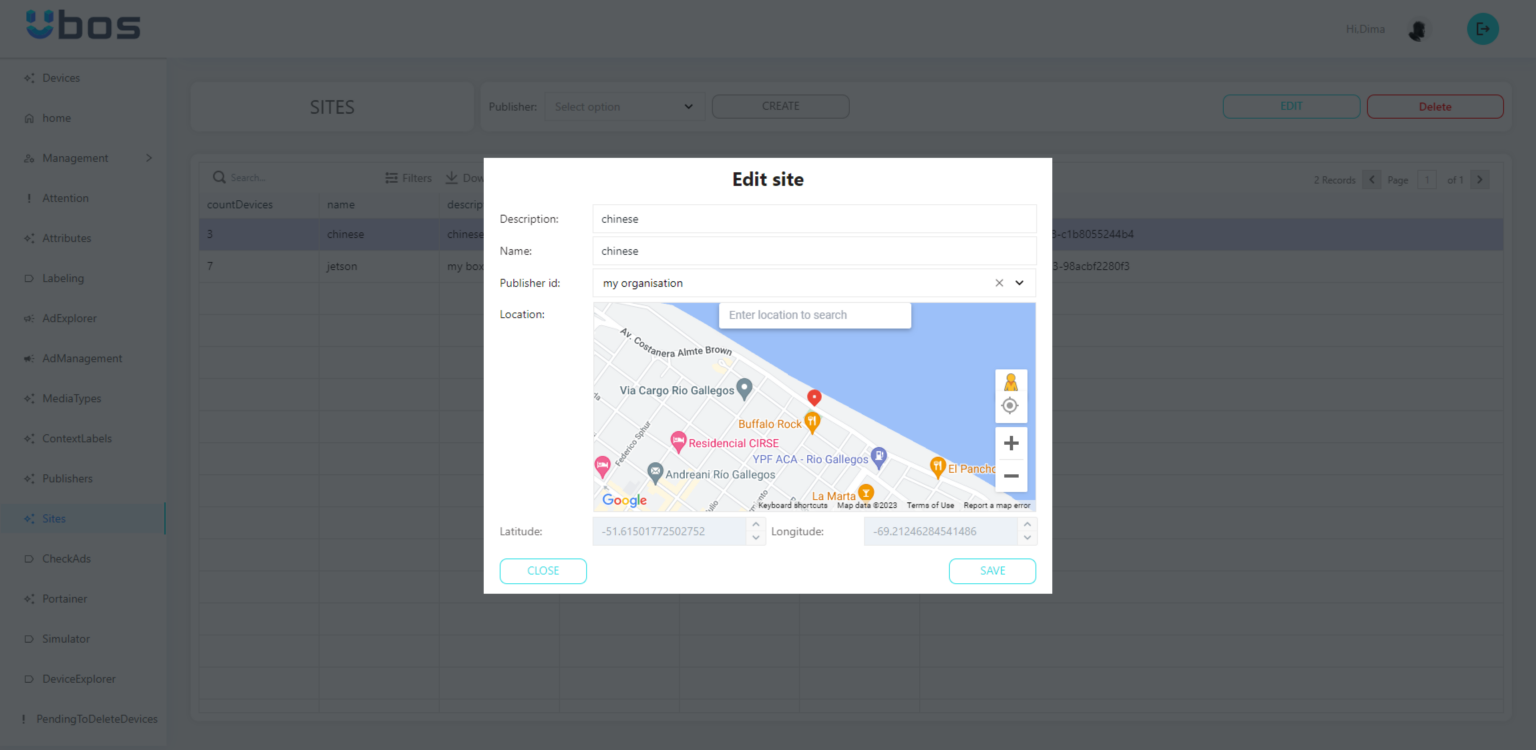 Ubos
Hi,Dima
Devices
home
Management
Attention
Attributes
Labeling
AdExplorer
AdManagement
MediaTypes
ContextLabels
Publishers
Sites
CheckAds
Portainer
Simulator
DeviceExplorer
PendingToDeleteDevices
SITES
Publisher: Select option CREATE EDIT Delete
Search... Filters Dow 2 Records Page 1 of 1
countDevices name descrip
3 chinese chinese -c1b8055244b4
7 jetson my box 3-98acbf2280f3
Edit site
Description: chinese
Name: chinese
Publisher id: my organisation
Location:
Enter location to search
Av. Costanera Almte Brown
Via Cargo Rio Gallegos
Buffalo Rock
Federico Sphur
Residencial CIRSE
YPF ACA - Rio Gallegos
El Pancho
Andreani Río Gallegos
La Marta
Google
Keyboard shortcuts Map data ©2023 Terms of Use Report a map error
Latitude: -51.61501772502752 Longitude: -69.21246284541486
CLOSE SAVE